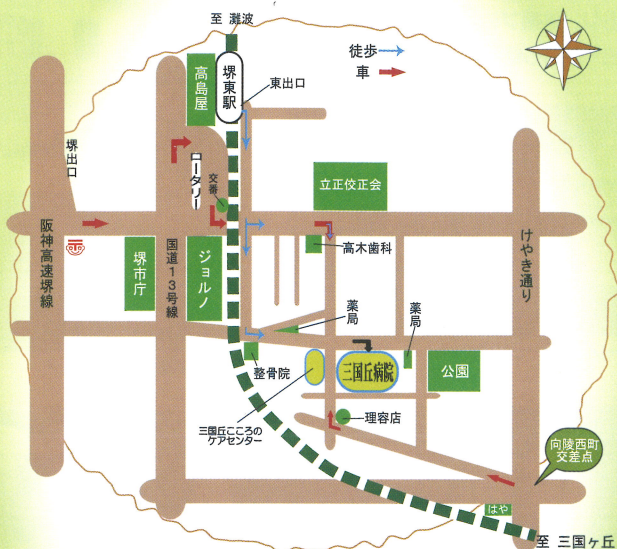 至 灘波
徒歩
車
高島屋
堺東駅
東出口
堺出口
ロータリー
交番
立正佼正会
阪神高速堺線
堺市庁
国道13号線
ジョルノ
高木歯科
けやき通り
薬局
薬局
整骨院
三国丘病院
公園
三国丘こころの
ケアセンター
理容店
向陵西町
交差点
はや
至 三国ヶ丘